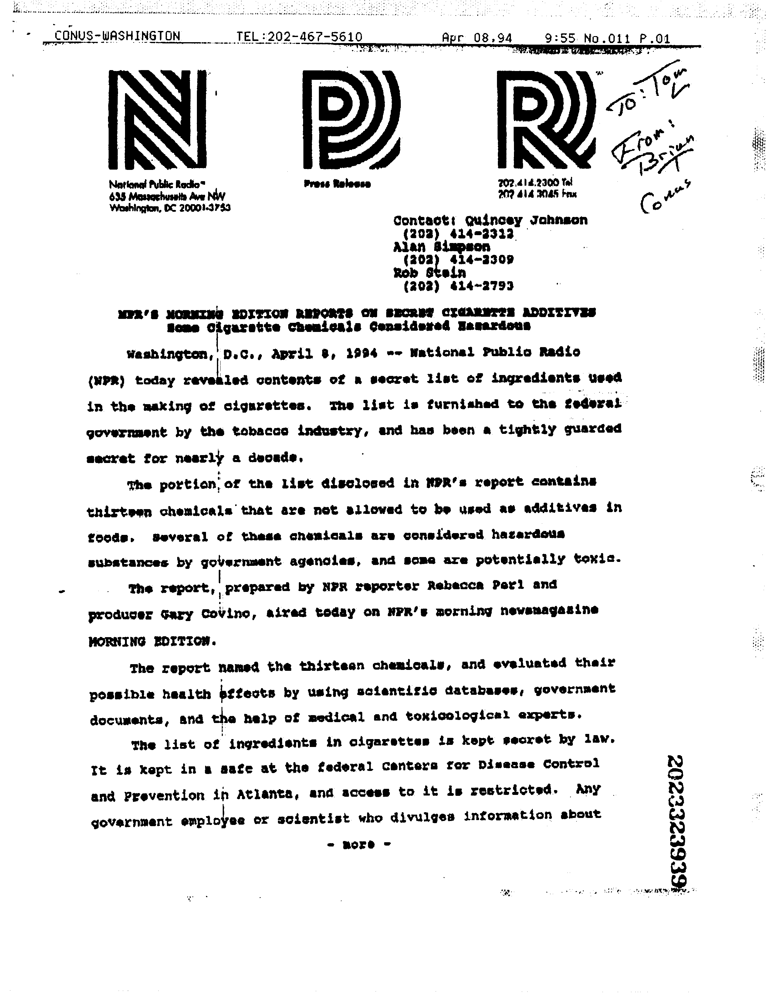 CONUS-WASHINGTON TEL:202-467-5610 Apr 08,94 9:55 No.011 P.01
NPR
To: Tom
From:
Brian
Conus
National Public Radio™
635 Massachusetts Ave NW
Washington, DC 20001-3753
Press Release
202.414.2300 Tel
202 414 3045 Fax
Contact: Quincey Johnson
(202) 414-2312
Alan Simpson
(202) 414-2309
Rob Stein
(202) 414-2793
NPR'S MORNING EDITION REPORTS ON SECRET CIGARETTE ADDITIVES
Some Cigarette Chemicals Considered Hazardous
Washington, D.C., April 8, 1994 -- National Public Radio
(NPR) today revealed contents of a secret list of ingredients used
in the making of cigarettes. The list is furnished to the federal
government by the tobacco industry, and has been a tightly guarded
secret for nearly a decade.
The portion of the list disclosed in NPR's report contains
thirteen chemicals that are not allowed to be used as additives in
foods. Several of these chemicals are considered hazardous
substances by government agencies, and some are potentially toxic.
The report, prepared by NPR reporter Rebecca Perl and
producer Gary Covino, aired today on NPR's morning newsmagazine
MORNING EDITION.
The report named the thirteen chemicals, and evaluated their
possible health effects by using scientific databases, government
documents, and the help of medical and toxicological experts.
The list of ingredients in cigarettes is kept secret by law.
It is kept in a safe at the federal Centers for Disease Control
and Prevention in Atlanta, and access to it is restricted. Any
government employee or scientist who divulges information about
- more -
2023323939